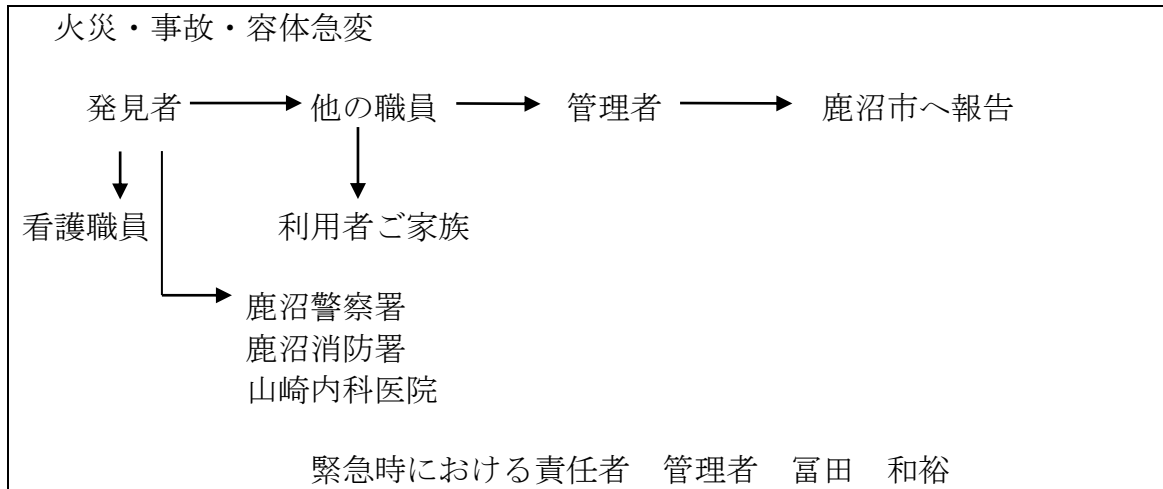 火災・事故・容体急変
発見者 他の職員 管理者 鹿沼市へ報告
看護職員 利用者ご家族
鹿沼警察署
鹿沼消防署
山崎内科医院
緊急時における責任者　管理者　冨田　和裕